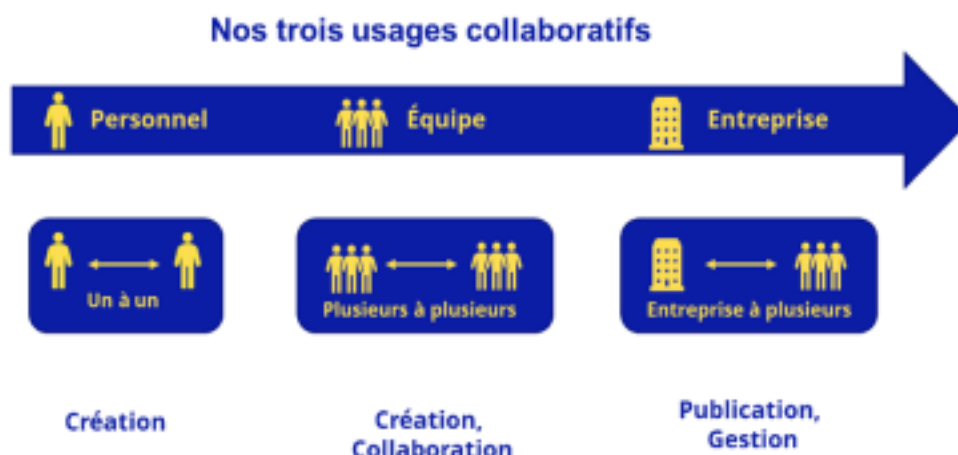 Nos trois usages collaboratifs
Personnel
Équipe
Entreprise
Un à un
Plusieurs à plusieurs
Entreprise à plusieurs
Création
Création,
Collaboration
Publication,
Gestion